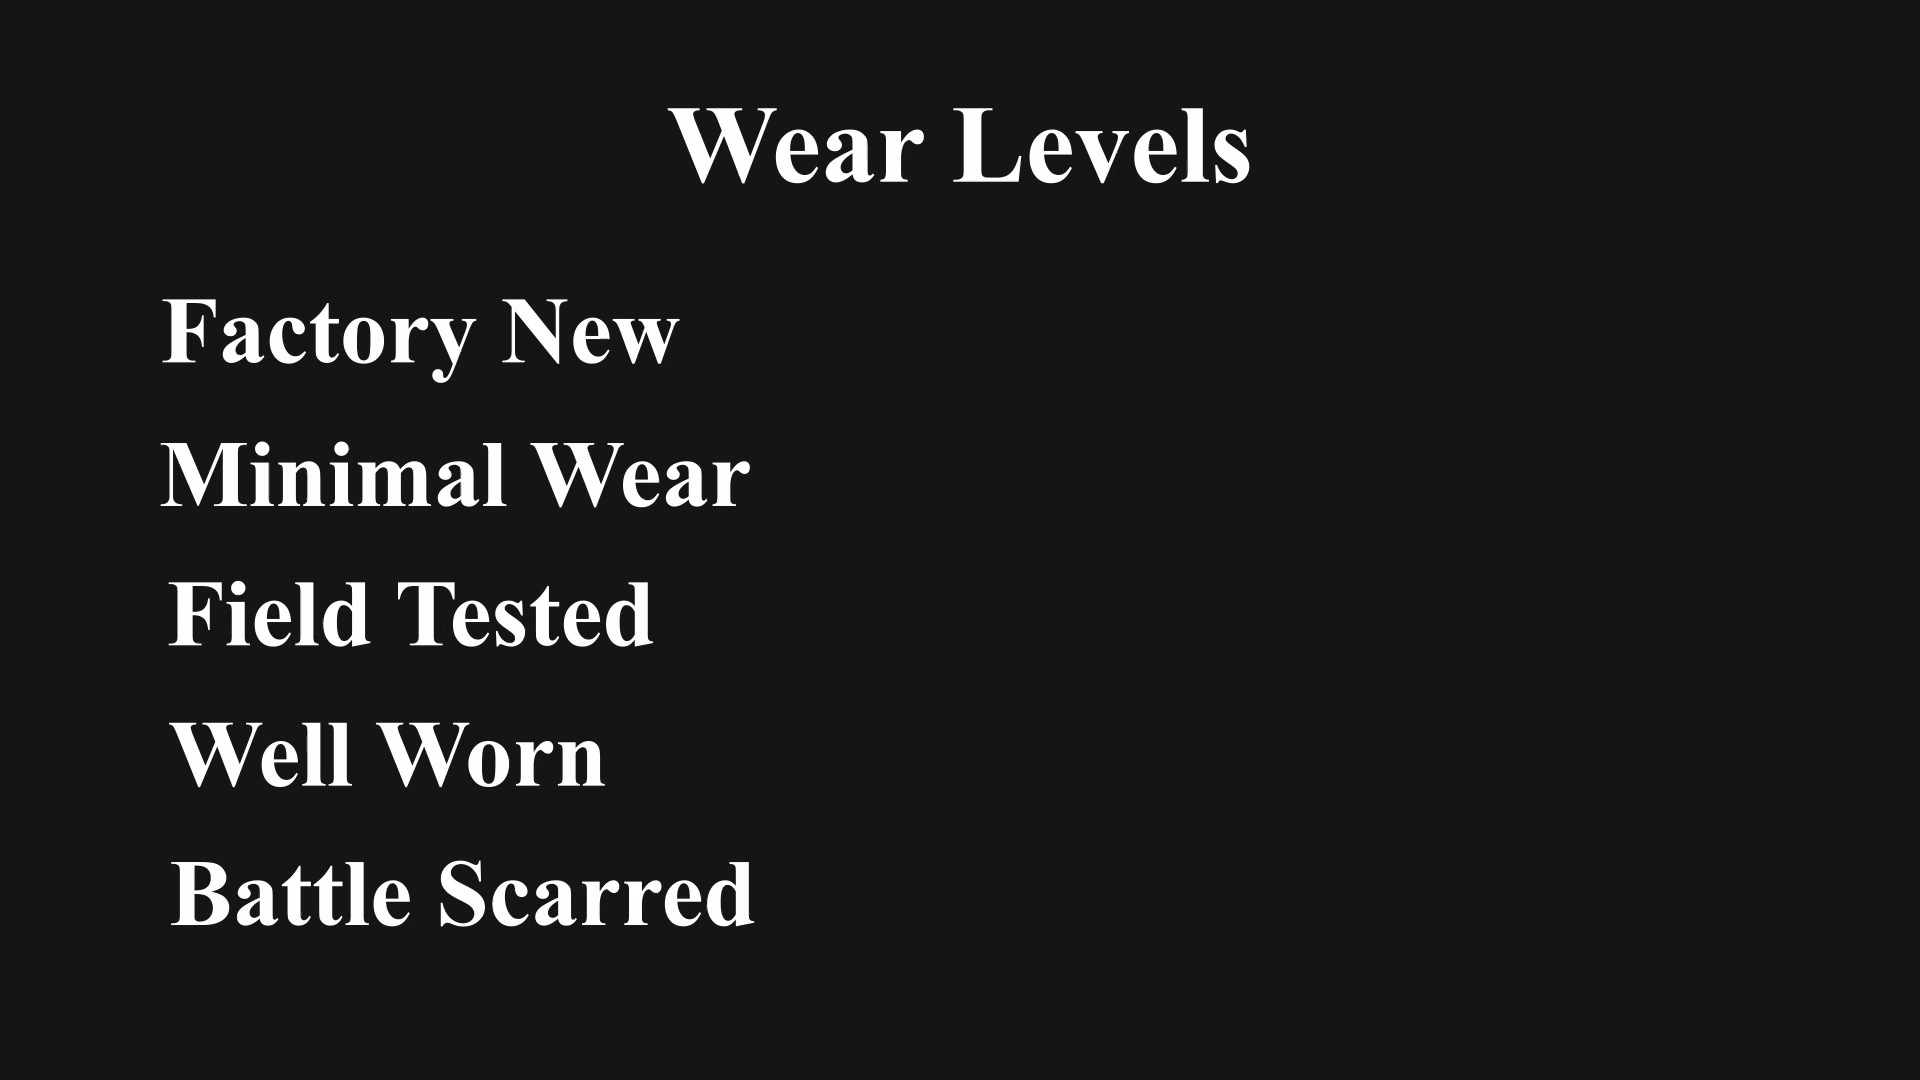 Wear Levels
Factory New
Minimal Wear
Field Tested
Well Worn
Battle Scarred